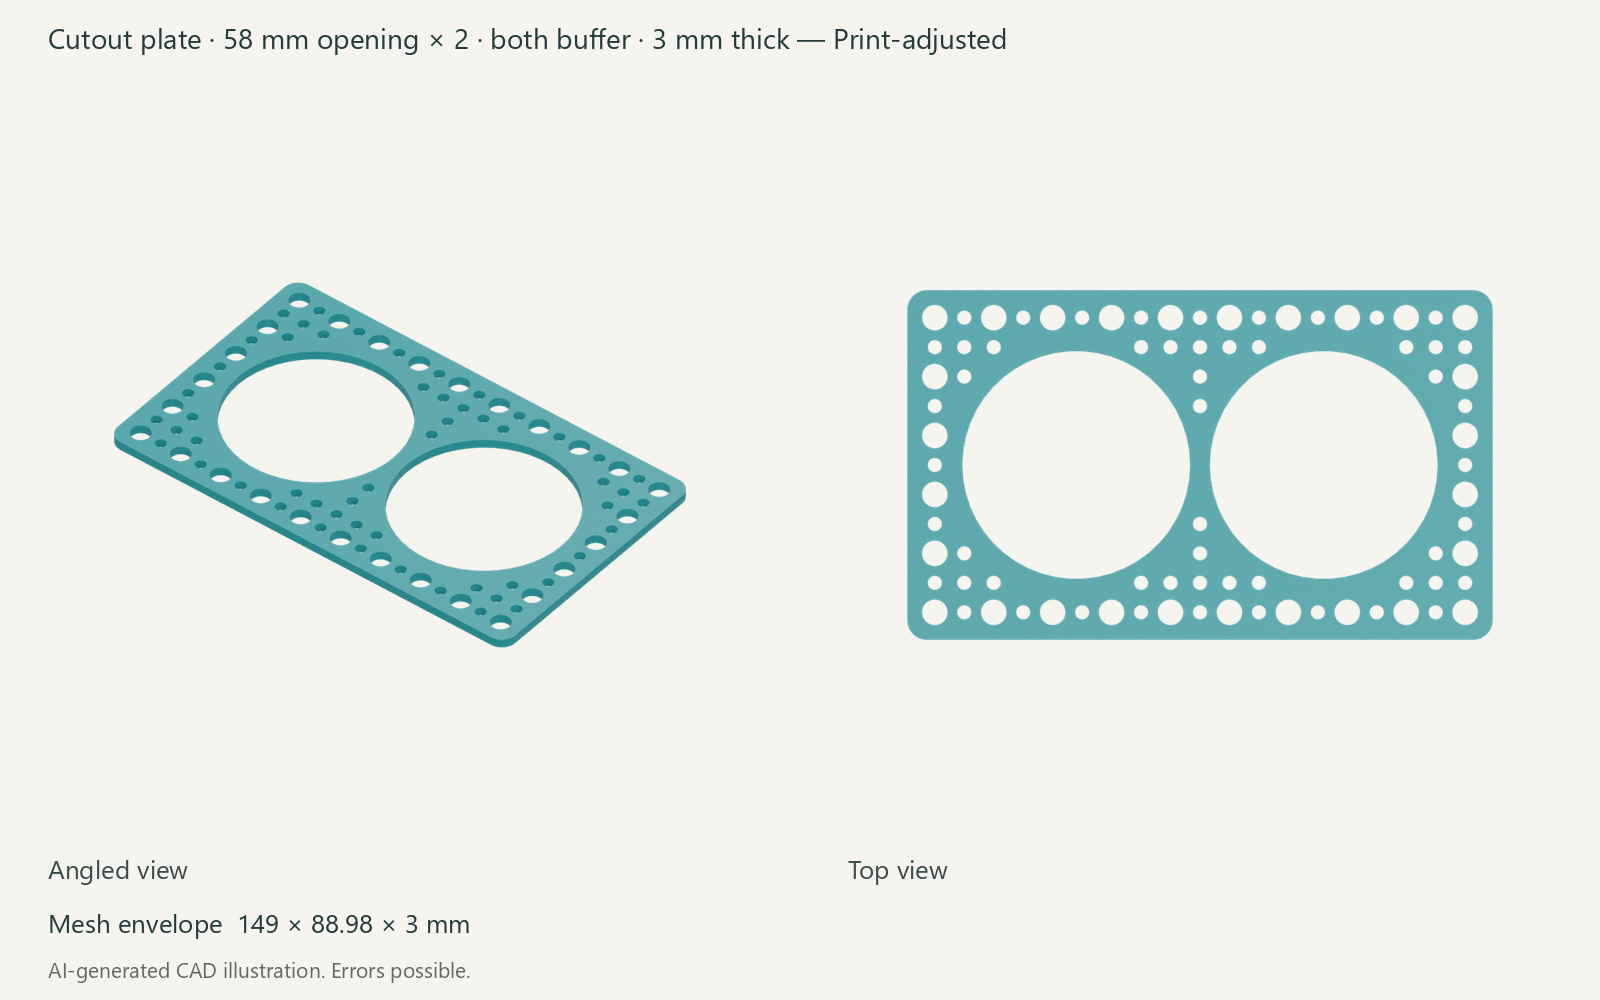 Cutout plate · 58 mm opening × 2 · both buffer · 3 mm thick — Print-adjusted
Angled view
Top view
Mesh envelope 149 × 88.98 × 3 mm
AI-generated CAD illustration. Errors possible.